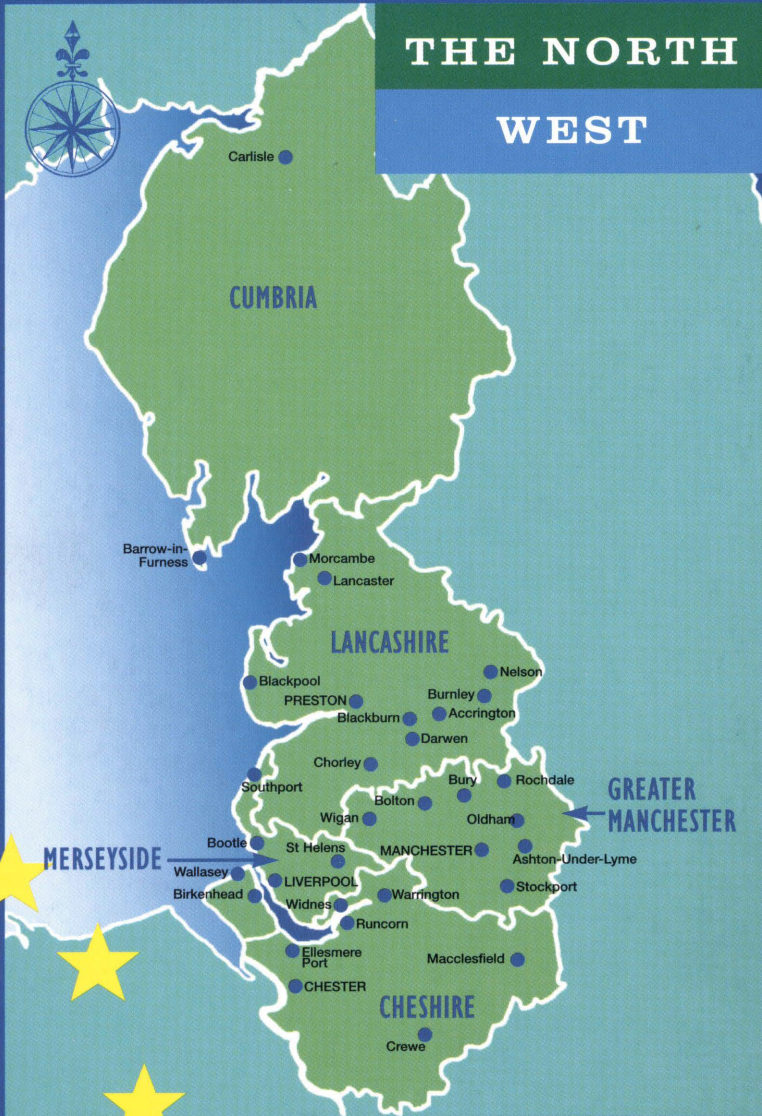 THE NORTH
WEST
Carlisle
CUMBRIA
Barrow-in-
Furness
Morcambe
Lancaster
LANCASHIRE
Nelson
Blackpool
Burnley
PRESTON
Accrington
Blackburn
Darwen
Chorley
Southport
Bury
Rochdale
GREATER
MANCHESTER
Bolton
Wigan
Oldham
Bootle
St Helens
MANCHESTER
MERSEYSIDE
Ashton-Under-Lyme
Wallasey
LIVERPOOL
Stockport
Birkenhead
Warrington
Widnes
Runcorn
Ellesmere
Port
Macclesfield
CHESTER
CHESHIRE
Crewe